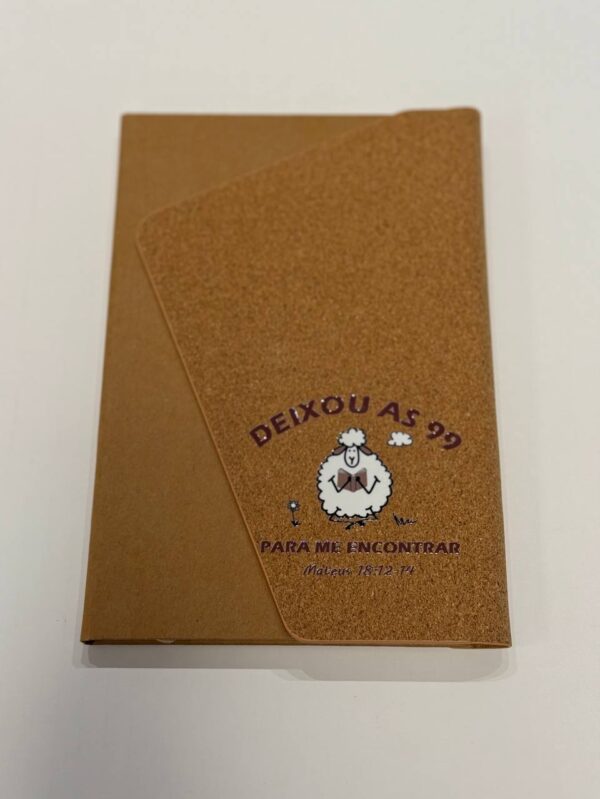 DEIXOU AS 99
PARA ME ENCONTRAR
Mateus 18:12-14